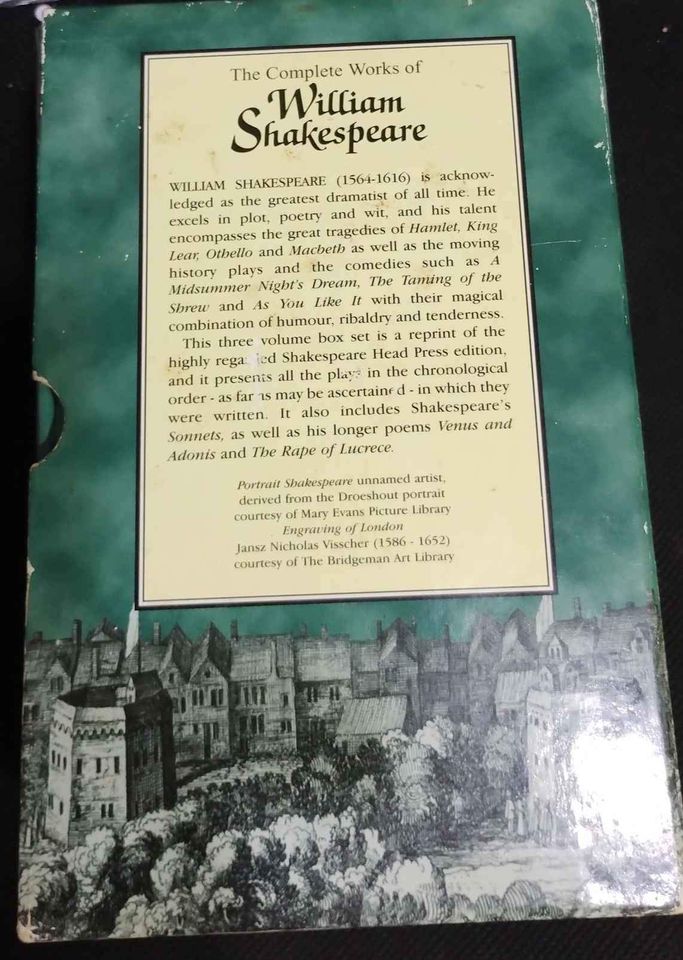 The Complete Works of
William
Shakespeare
WILLIAM SHAKESPEARE (1564-1616) is acknow-
ledged as the greatest dramatist of all time. He
excels in plot, poetry and wit, and his talent
encompasses the great tragedies of Hamlet, King
Lear, Othello and Macbeth as well as the moving
history plays and the comedies such as A
Midsummer Night's Dream, The Taming of the
Shrew and As You Like It with their magical
combination of humour, ribaldry and tenderness.
This three volume box set is a reprint of the
highly regarded Shakespeare Head Press edition,
and it presents all the plays in the chronological
order - as far as may be ascertained - in which they
were written. It also includes Shakespeare's
Sonnets, as well as his longer poems Venus and
Adonis and The Rape of Lucrece.
Portrait Shakespeare unnamed artist,
derived from the Droeshout portrait
courtesy of Mary Evans Picture Library
Engraving of London
Jansz Nicholas Visscher (1586 - 1652)
courtesy of The Bridgeman Art Library